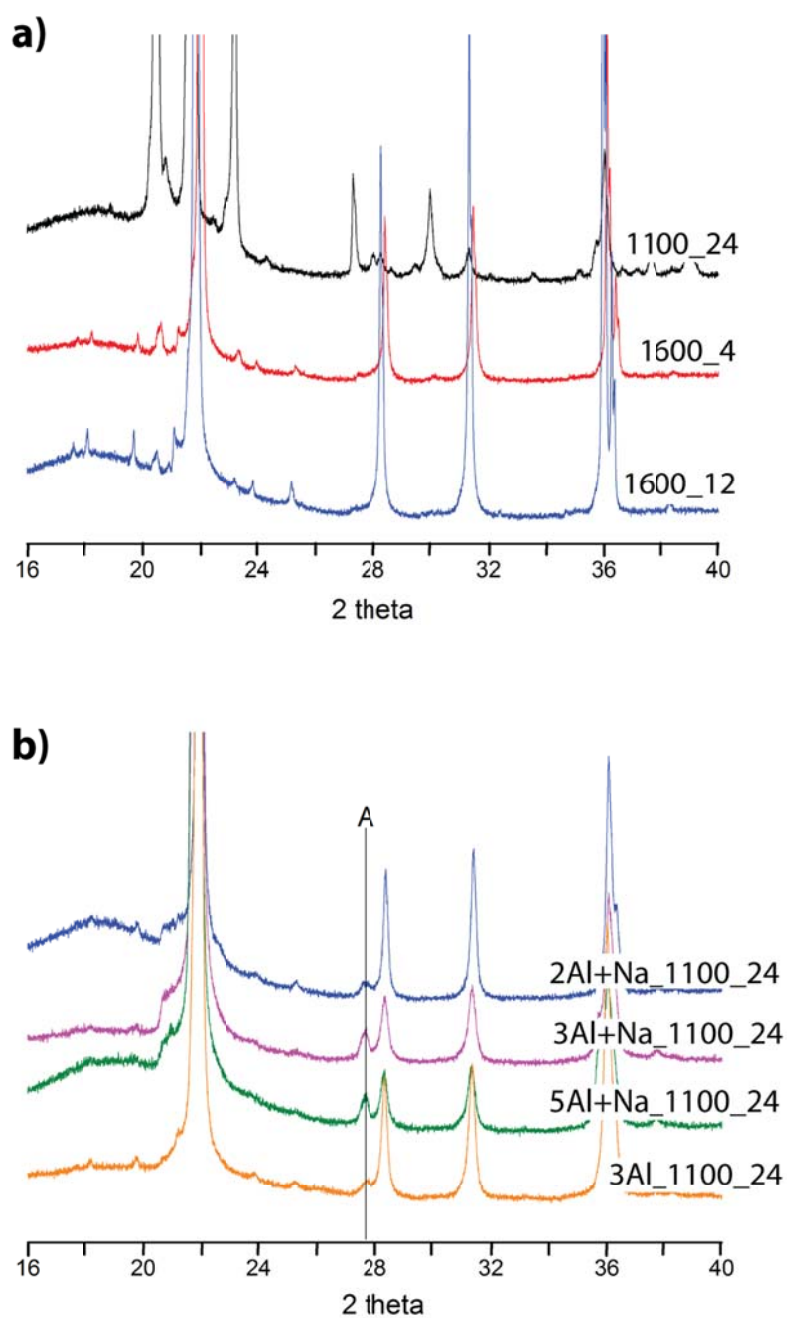 a)
1100_24
1600_4
1600_12
16 20 24 28 32 36 40
2 theta
b)
A
2Al+Na_1100_24
3Al+Na_1100_24
5Al+Na_1100_24
3Al_1100_24
16 20 24 28 32 36 40
2 theta